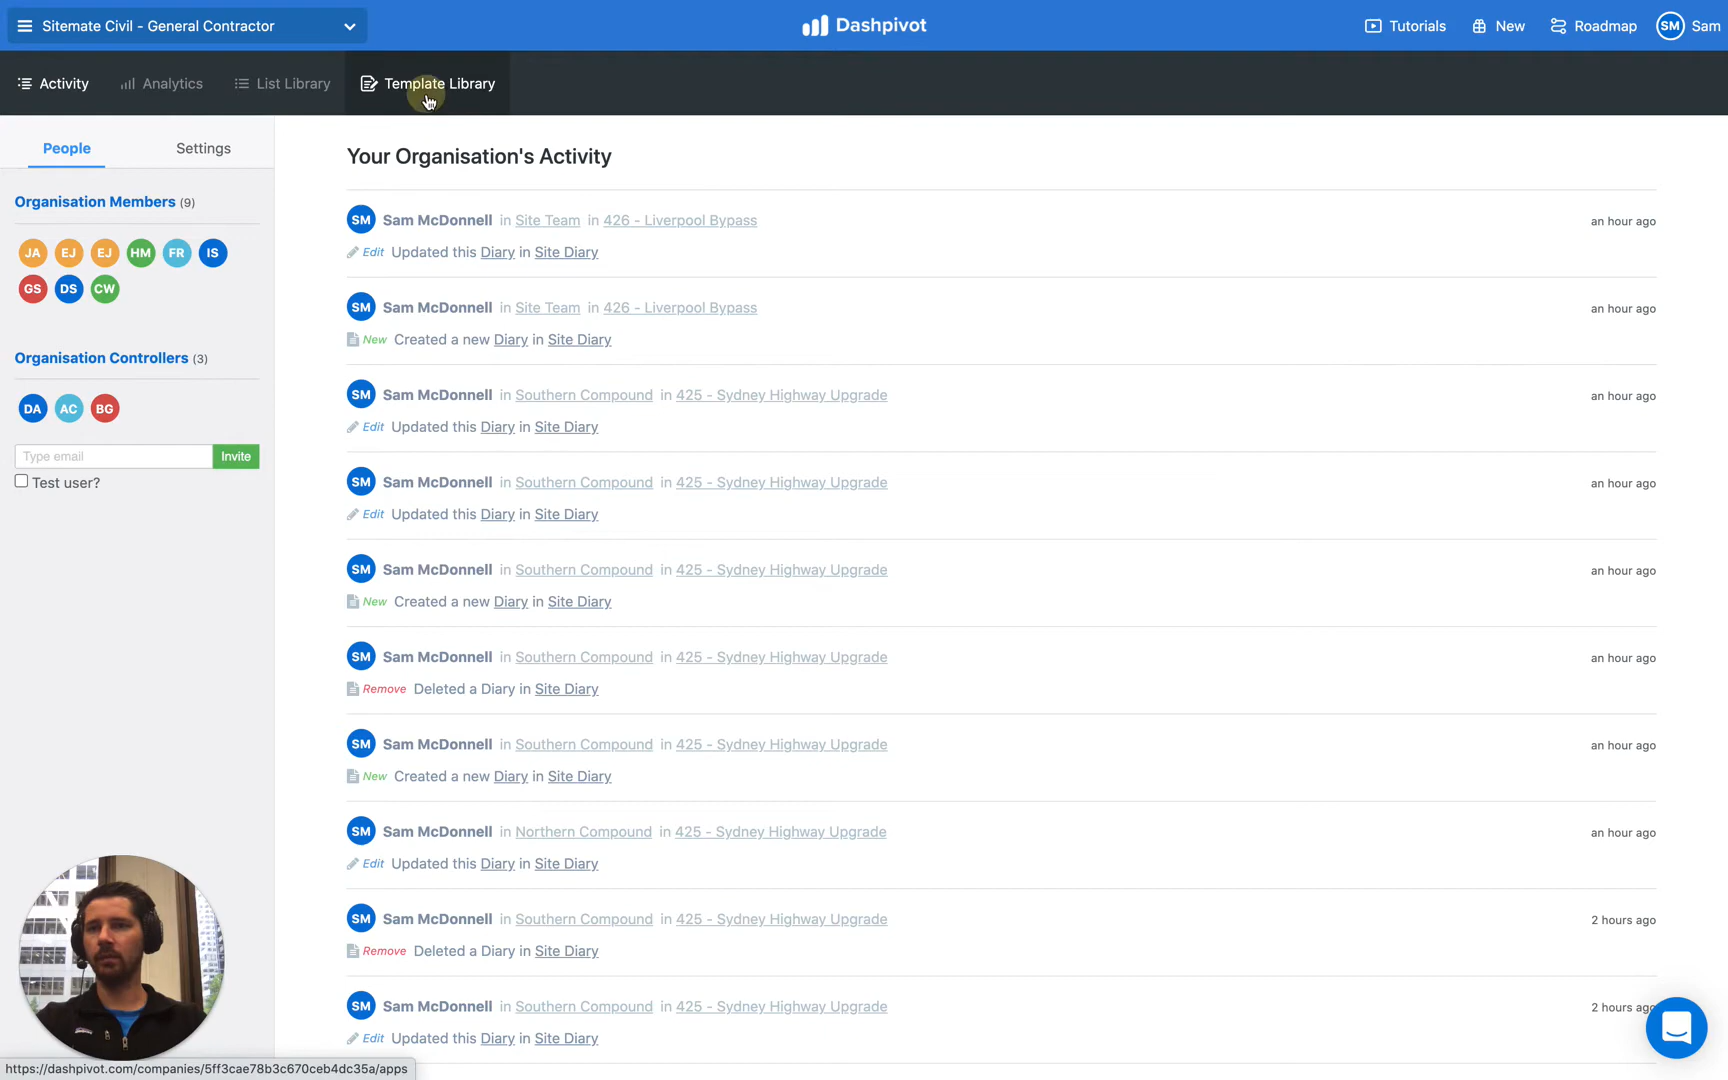 Sitemate Civil - General Contractor
Dashpivot
Tutorials
New
Roadmap
SM Sam
Activity
Analytics
List Library
Template Library
People
Settings
Organisation Members (9)
JA EJ EJ HM FR IS
GS DS CW
Organisation Controllers (3)
DA AC BG
Type email
Invite
Test user?
Your Organisation's Activity
SM Sam McDonnell in Site Team in 426 - Liverpool Bypass an hour ago
Edit Updated this Diary in Site Diary
SM Sam McDonnell in Site Team in 426 - Liverpool Bypass an hour ago
New Created a new Diary in Site Diary
SM Sam McDonnell in Southern Compound in 425 - Sydney Highway Upgrade an hour ago
Edit Updated this Diary in Site Diary
SM Sam McDonnell in Southern Compound in 425 - Sydney Highway Upgrade an hour ago
Edit Updated this Diary in Site Diary
SM Sam McDonnell in Southern Compound in 425 - Sydney Highway Upgrade an hour ago
New Created a new Diary in Site Diary
SM Sam McDonnell in Southern Compound in 425 - Sydney Highway Upgrade an hour ago
Remove Deleted a Diary in Site Diary
SM Sam McDonnell in Southern Compound in 425 - Sydney Highway Upgrade an hour ago
New Created a new Diary in Site Diary
SM Sam McDonnell in Northern Compound in 425 - Sydney Highway Upgrade an hour ago
Edit Updated this Diary in Site Diary
SM Sam McDonnell in Southern Compound in 425 - Sydney Highway Upgrade 2 hours ago
Remove Deleted a Diary in Site Diary
SM Sam McDonnell in Southern Compound in 425 - Sydney Highway Upgrade 2 hours ago
Edit Updated this Diary in Site Diary
https://dashpivot.com/companies/5ff3cae78b3c670ceb4dc35a/apps